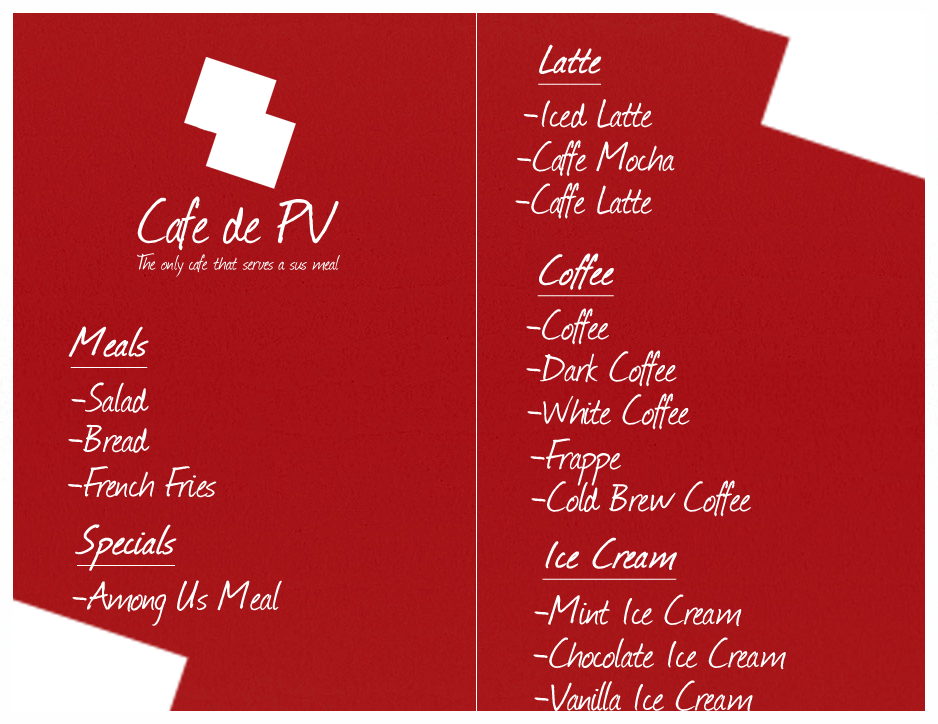 Cafe de PV
The only cafe that serves a sus meal
Meals
-Salad
-Bread
-French Fries
Specials
-Among Us Meal
Latte
-Iced Latte
-Caffe Mocha
-Caffe Latte
Coffee
-Coffee
-Dark Coffee
-White Coffee
-Frappe
-Cold Brew Coffee
Ice Cream
-Mint Ice Cream
-Chocolate Ice Cream
-Vanilla Ice Cream